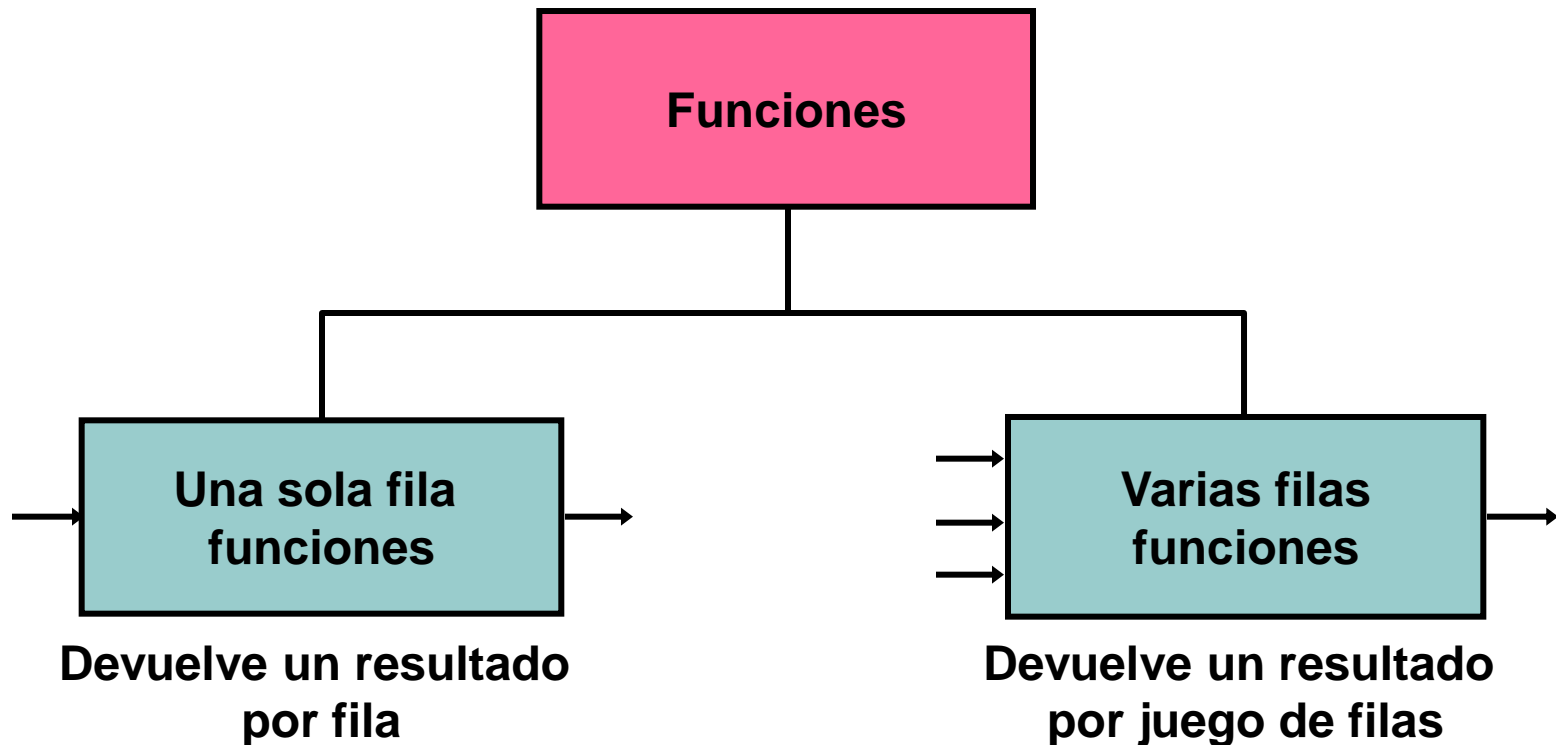 Funciones
Una sola fila
funciones
Devuelve un resultado
por fila
Varias filas
funciones
Devuelve un resultado
por juego de filas